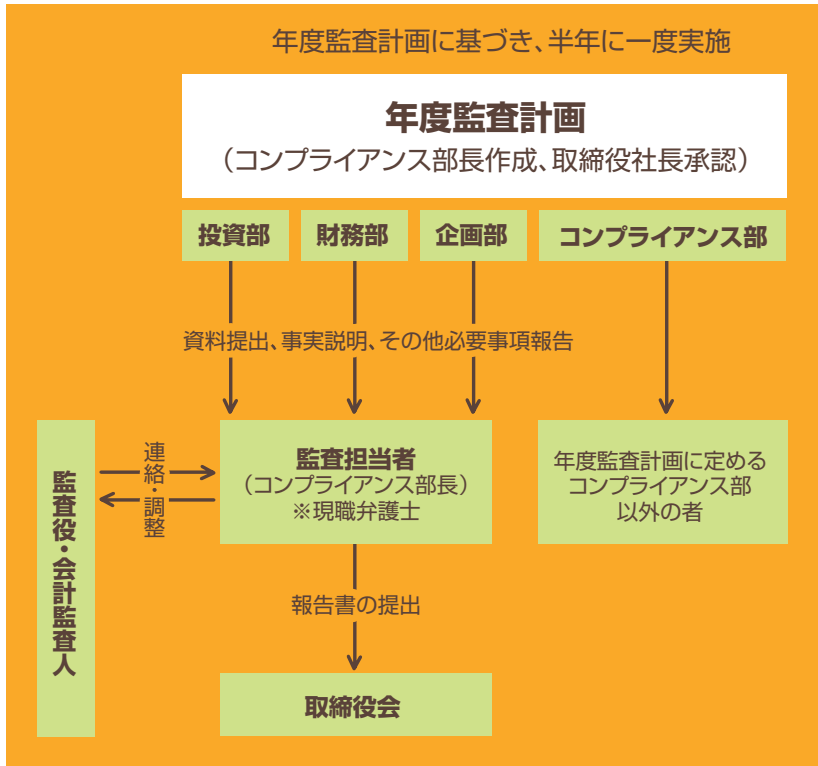 年度監査計画に基づき、半年に一度実施
年度監査計画
（コンプライアンス部長作成、取締役社長承認）
投資部
財務部
企画部
コンプライアンス部
資料提出、事実説明、その他必要事項報告
監査役・会計監査人
連絡・調整
監査担当者
（コンプライアンス部長）
※現職弁護士
年度監査計画に定める
コンプライアンス部
以外の者
報告書の提出
取締役会